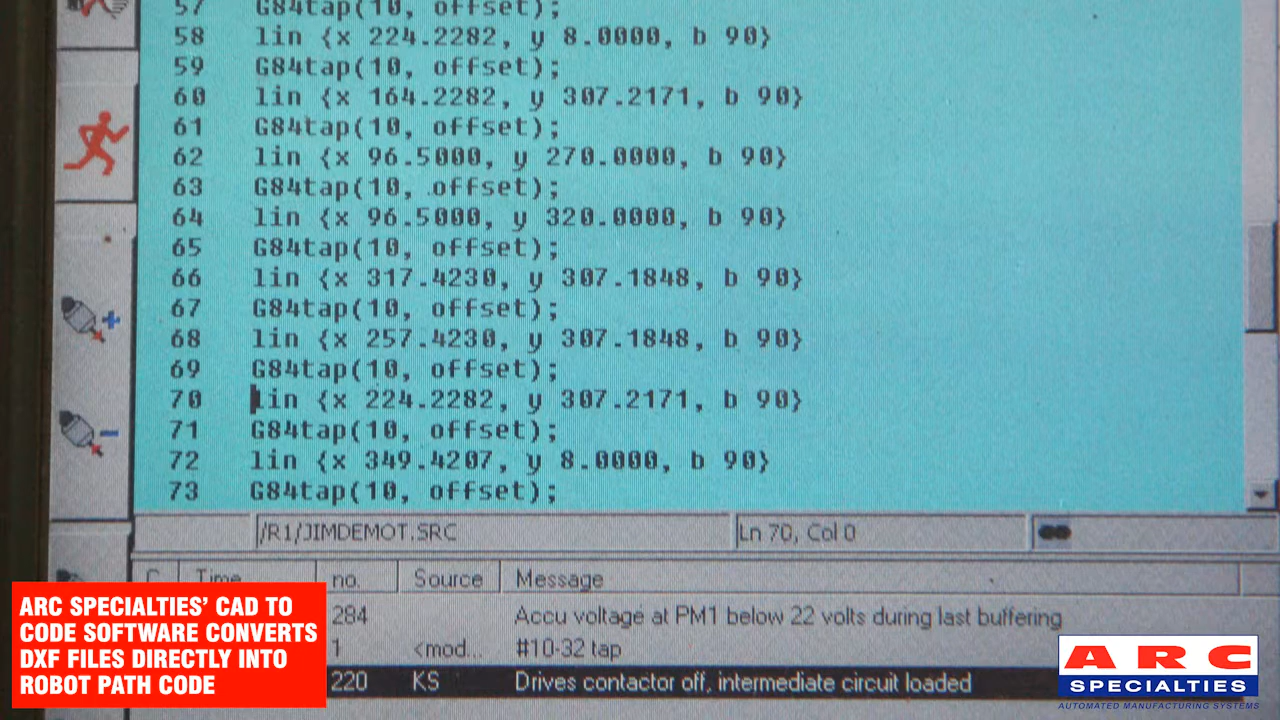 57 G84tap(10, offset);
58 lin {x 224.2282, y 8.0000, b 90}
59 G84tap(10, offset);
60 lin {x 164.2282, y 307.2171, b 90}
61 G84tap(10, offset);
62 lin {x 96.5000, y 270.0000, b 90}
63 G84tap(10, offset);
64 lin {x 96.5000, y 320.0000, b 90}
65 G84tap(10, offset);
66 lin {x 317.4230, y 307.1848, b 90}
67 G84tap(10, offset);
68 lin {x 257.4230, y 307.1848, b 90}
69 G84tap(10, offset);
70 lin {x 224.2282, y 307.2171, b 90}
71 G84tap(10, offset);
72 lin {x 349.4207, y 8.0000, b 90}
73 G84tap(10, offset);
/R1/JIMDEMOT.SRC Ln 70, Col 0
Time no. Source Message
284 Accu voltage at PM1 below 22 volts during last buffering
1 <mod... #10-32 tap
220 KS Drives contactor off, intermediate circuit loaded
ARC SPECIALTIES' CAD TO
CODE SOFTWARE CONVERTS
DXF FILES DIRECTLY INTO
ROBOT PATH CODE
ARC
SPECIALTIES
AUTOMATED MANUFACTURING SYSTEMS